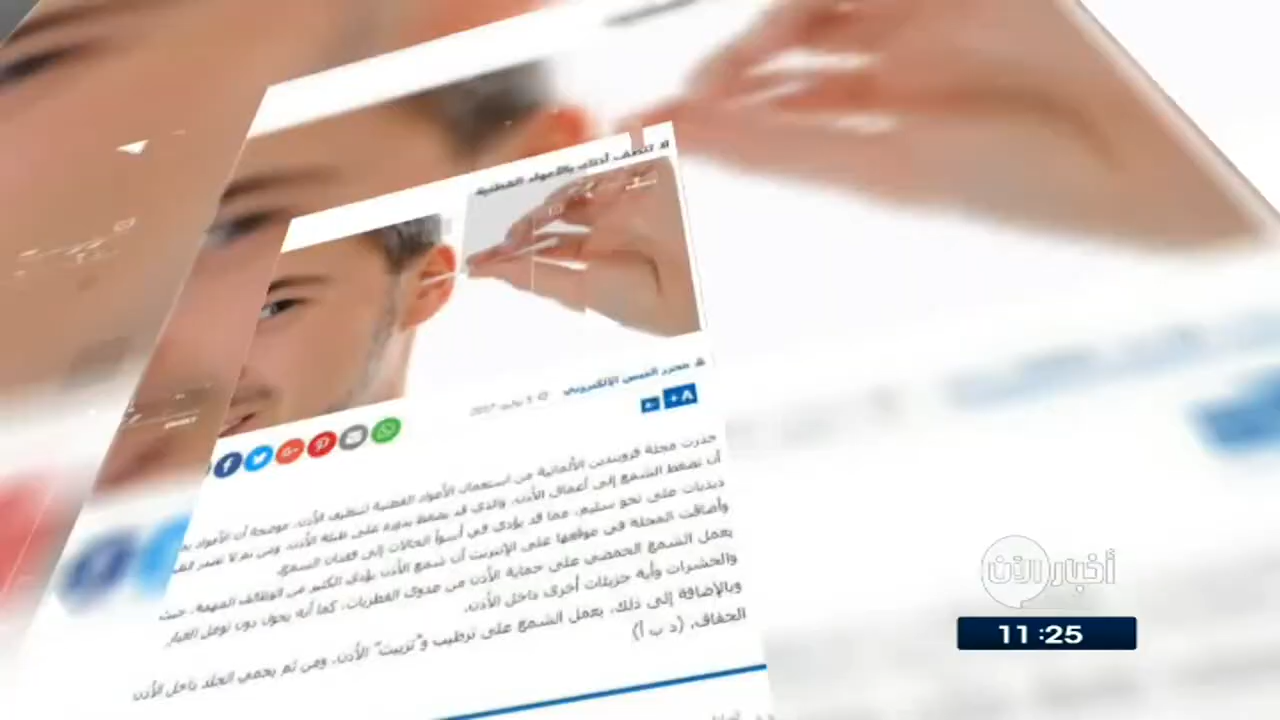 لا تنظف أذنك بالأعواد القطنية
محرر القبس الإلكتروني
A+
A-
حذرت مجلة فرويندين الألمانية من استعمال الأعواد القطنية لتنظيف الأذن، موضحة أن الأعواد
أن تضغط الشمع إلى أعماق الأذن، والذي قد يضغط بدوره على طبلة الأذن، ومن ثم لا تصدر
ذبذبات على نحو سليم، مما قد يؤدي في أسوأ الحالات إلى فقدان السمع.
وأضافت المجلة في موقعها على الإنترنت أن شمع الأذن يؤدي الكثير من الوظائف المهمة، حيث
يعمل الشمع الحمضي على حماية الأذن من عدوى الفطريات، كما أنه يحول دون توغل الغبار
والحشرات وأية جزيئات أخرى داخل الأذن.
وبالإضافة إلى ذلك، يعمل الشمع على ترطيب و"تزييت" الأذن، ومن ثم يحمي الجلد داخل الأذن
الجفاف. (د ب أ)
أخبار الآن
11:25